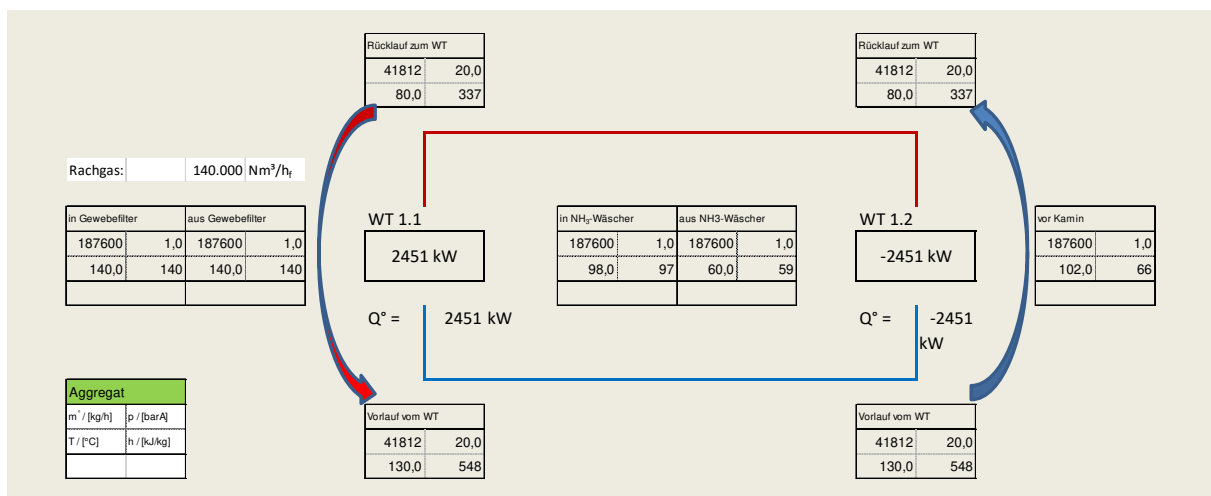 Rücklauf zum WT
41812 20,0
80,0 337
Rücklauf zum WT
41812 20,0
80,0 337
Rachgas: 140.000 Nm³/h_f
in Gewebefilter aus Gewebefilter
187600 1,0 187600 1,0
140,0 140 140,0 140
WT 1.1
2451 kW
Q° = 2451 kW
in NH₃-Wäscher aus NH3-Wäscher
187600 1,0 187600 1,0
98,0 97 60,0 59
WT 1.2
-2451 kW
Q° = -2451
kW
vor Kamin
187600 1,0
102,0 66
Aggregat
m° / [kg/h] p / [barA]
T / [°C] h / [kJ/kg]
Vorlauf vom WT
41812 20,0
130,0 548
Vorlauf vom WT
41812 20,0
130,0 548